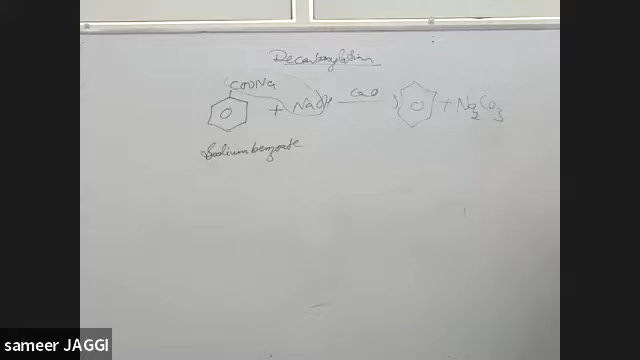 Decarboxylation
COONa
+ NaOH CaO + Na2CO3
Sodium benzoate
sameer JAGGI